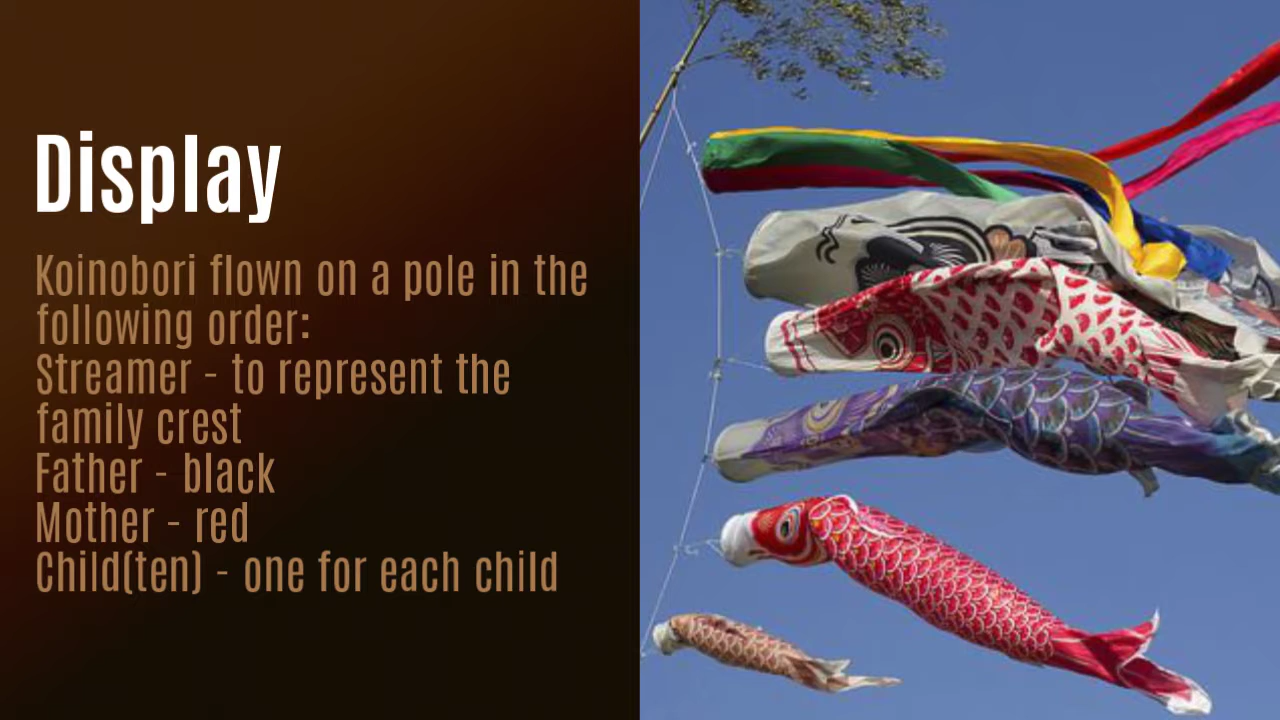 Display
Koinobori flown on a pole in the
following order:
Streamer - to represent the
family crest
Father - black
Mother - red
Child(ten) - one for each child